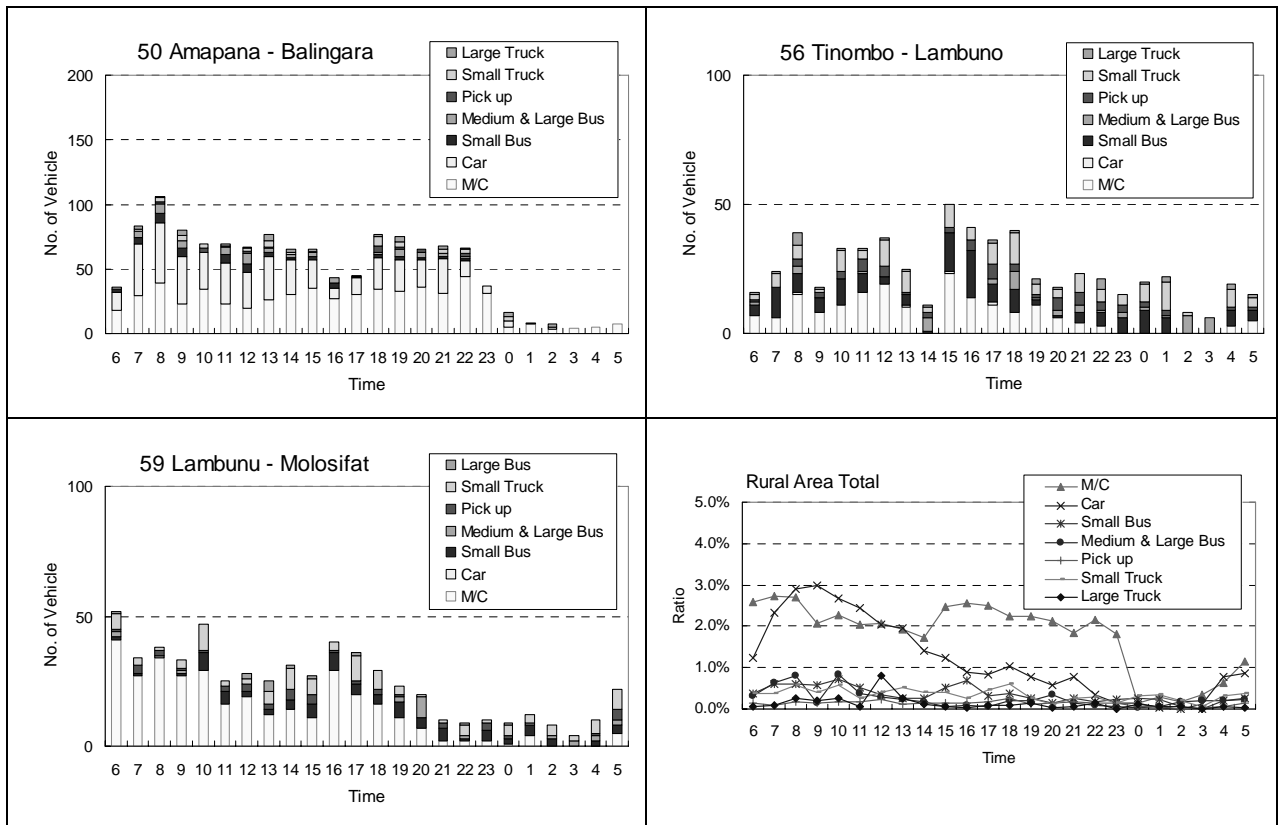 50 Amapana - Balingara
Large Truck
Small Truck
Pick up
Medium & Large Bus
Small Bus
Car
M/C
No. of Vehicle
200
150
100
50
0
6 7 8 9 10 11 12 13 14 15 16 17 18 19 20 21 22 23 0 1 2 3 4 5
Time
56 Tinombo - Lambuno
Large Truck
Small Truck
Pick up
Medium & Large Bus
Small Bus
Car
M/C
No. of Vehicle
100
50
0
6 7 8 9 10 11 12 13 14 15 16 17 18 19 20 21 22 23 0 1 2 3 4 5
Time
59 Lambunu - Molosifat
Large Bus
Small Truck
Pick up
Medium & Large Bus
Small Bus
Car
M/C
No. of Vehicle
100
50
0
6 7 8 9 10 11 12 13 14 15 16 17 18 19 20 21 22 23 0 1 2 3 4 5
Time
Rural Area Total
M/C
Car
Small Bus
Medium & Large Bus
Pick up
Small Truck
Large Truck
Ratio
5.0%
4.0%
3.0%
2.0%
1.0%
0.0%
6 7 8 9 10 11 12 13 14 15 16 17 18 19 20 21 22 23 0 1 2 3 4 5
Time